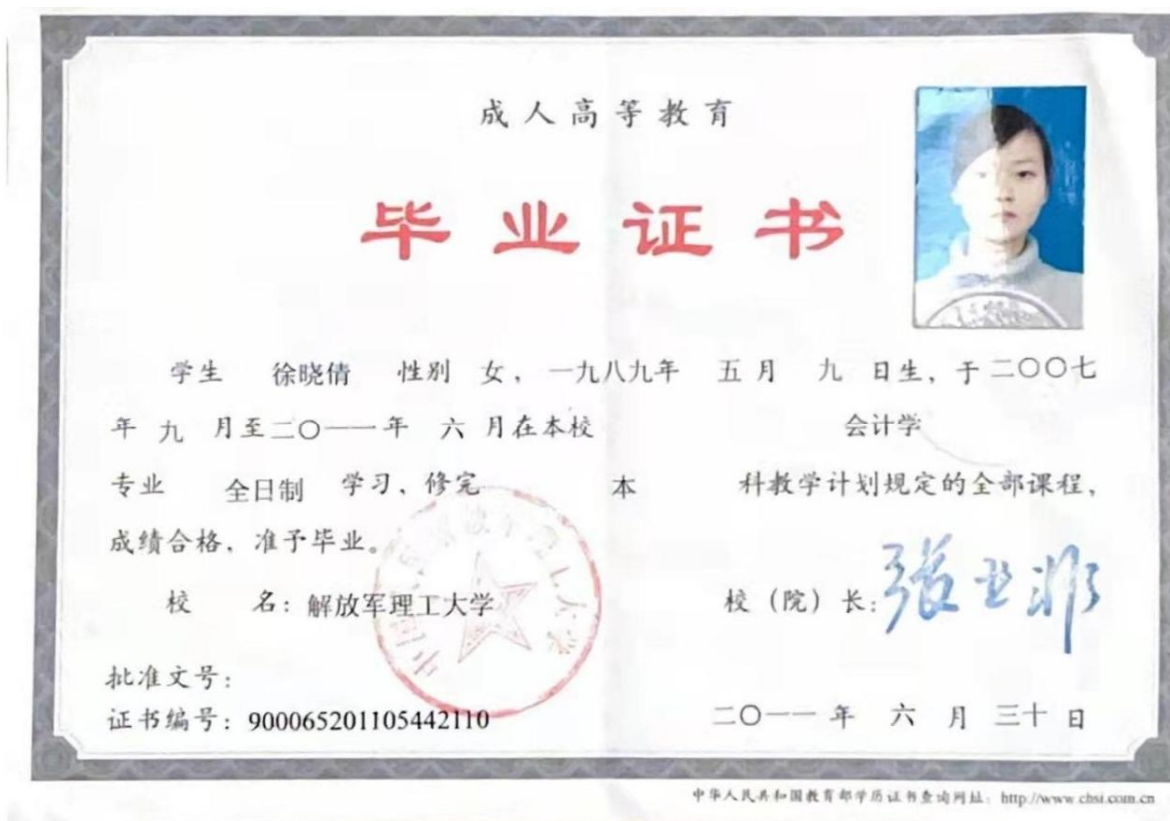 成人高等教育
毕业证书
学生 徐晓倩 性别 女，一九八九年 五月 九 日生，于二〇〇七
年 九 月至二〇一一年 六 月在本校 会计学
专业 全日制 学习、修完 本 科教学计划规定的全部课程，
成绩合格，准予毕业。
校 名：解放军理工大学 校（院）长：张亚非
批准文号：
证书编号：900065201105442110 二〇一一 年 六 月 三十 日
中华人民共和国教育部学历证书查询网址：http://www.chsi.com.cn